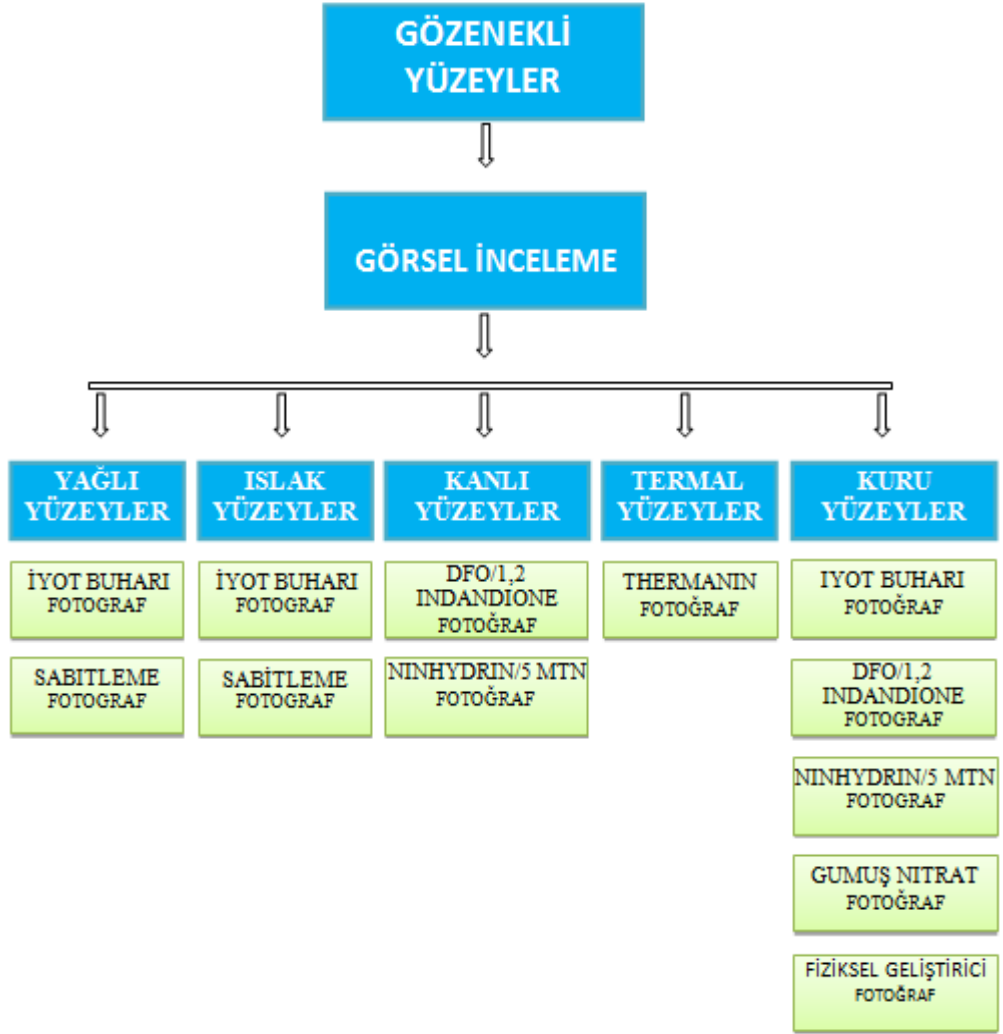 GÖZENEKLİ
YÜZEYLER
GÖRSEL İNCELEME
YAĞLI
YÜZEYLER
İYOT BUHARI
FOTOGRAF
SABITLEME
FOTOGRAF
ISLAK
YÜZEYLER
İYOT BUHARI
FOTOGRAF
SABİTLEME
FOTOGRAF
KANLI
YÜZEYLER
DFO/1,2
INDANDIONE
FOTOĞRAF
NINHYDRIN/5 MTN
FOTOĞRAF
TERMAL
YÜZEYLER
THERMANIN
FOTOĞRAF
KURU
YÜZEYLER
IYOT BUHARI
FOTOĞRAF
DFO/1,2
INDANDIONE
FOTOGRAF
NINHYDRIN/5 MTN
FOTOGRAF
GUMUŞ NITRAT
FOTOĞRAF
FİZİKSEL GELİŞTİRİCİ
FOTOĞRAF